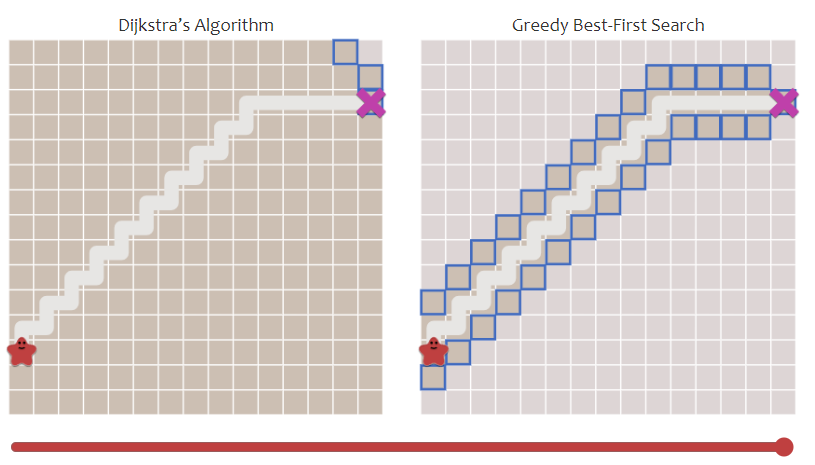 Dijkstra’s Algorithm
Greedy Best-First Search